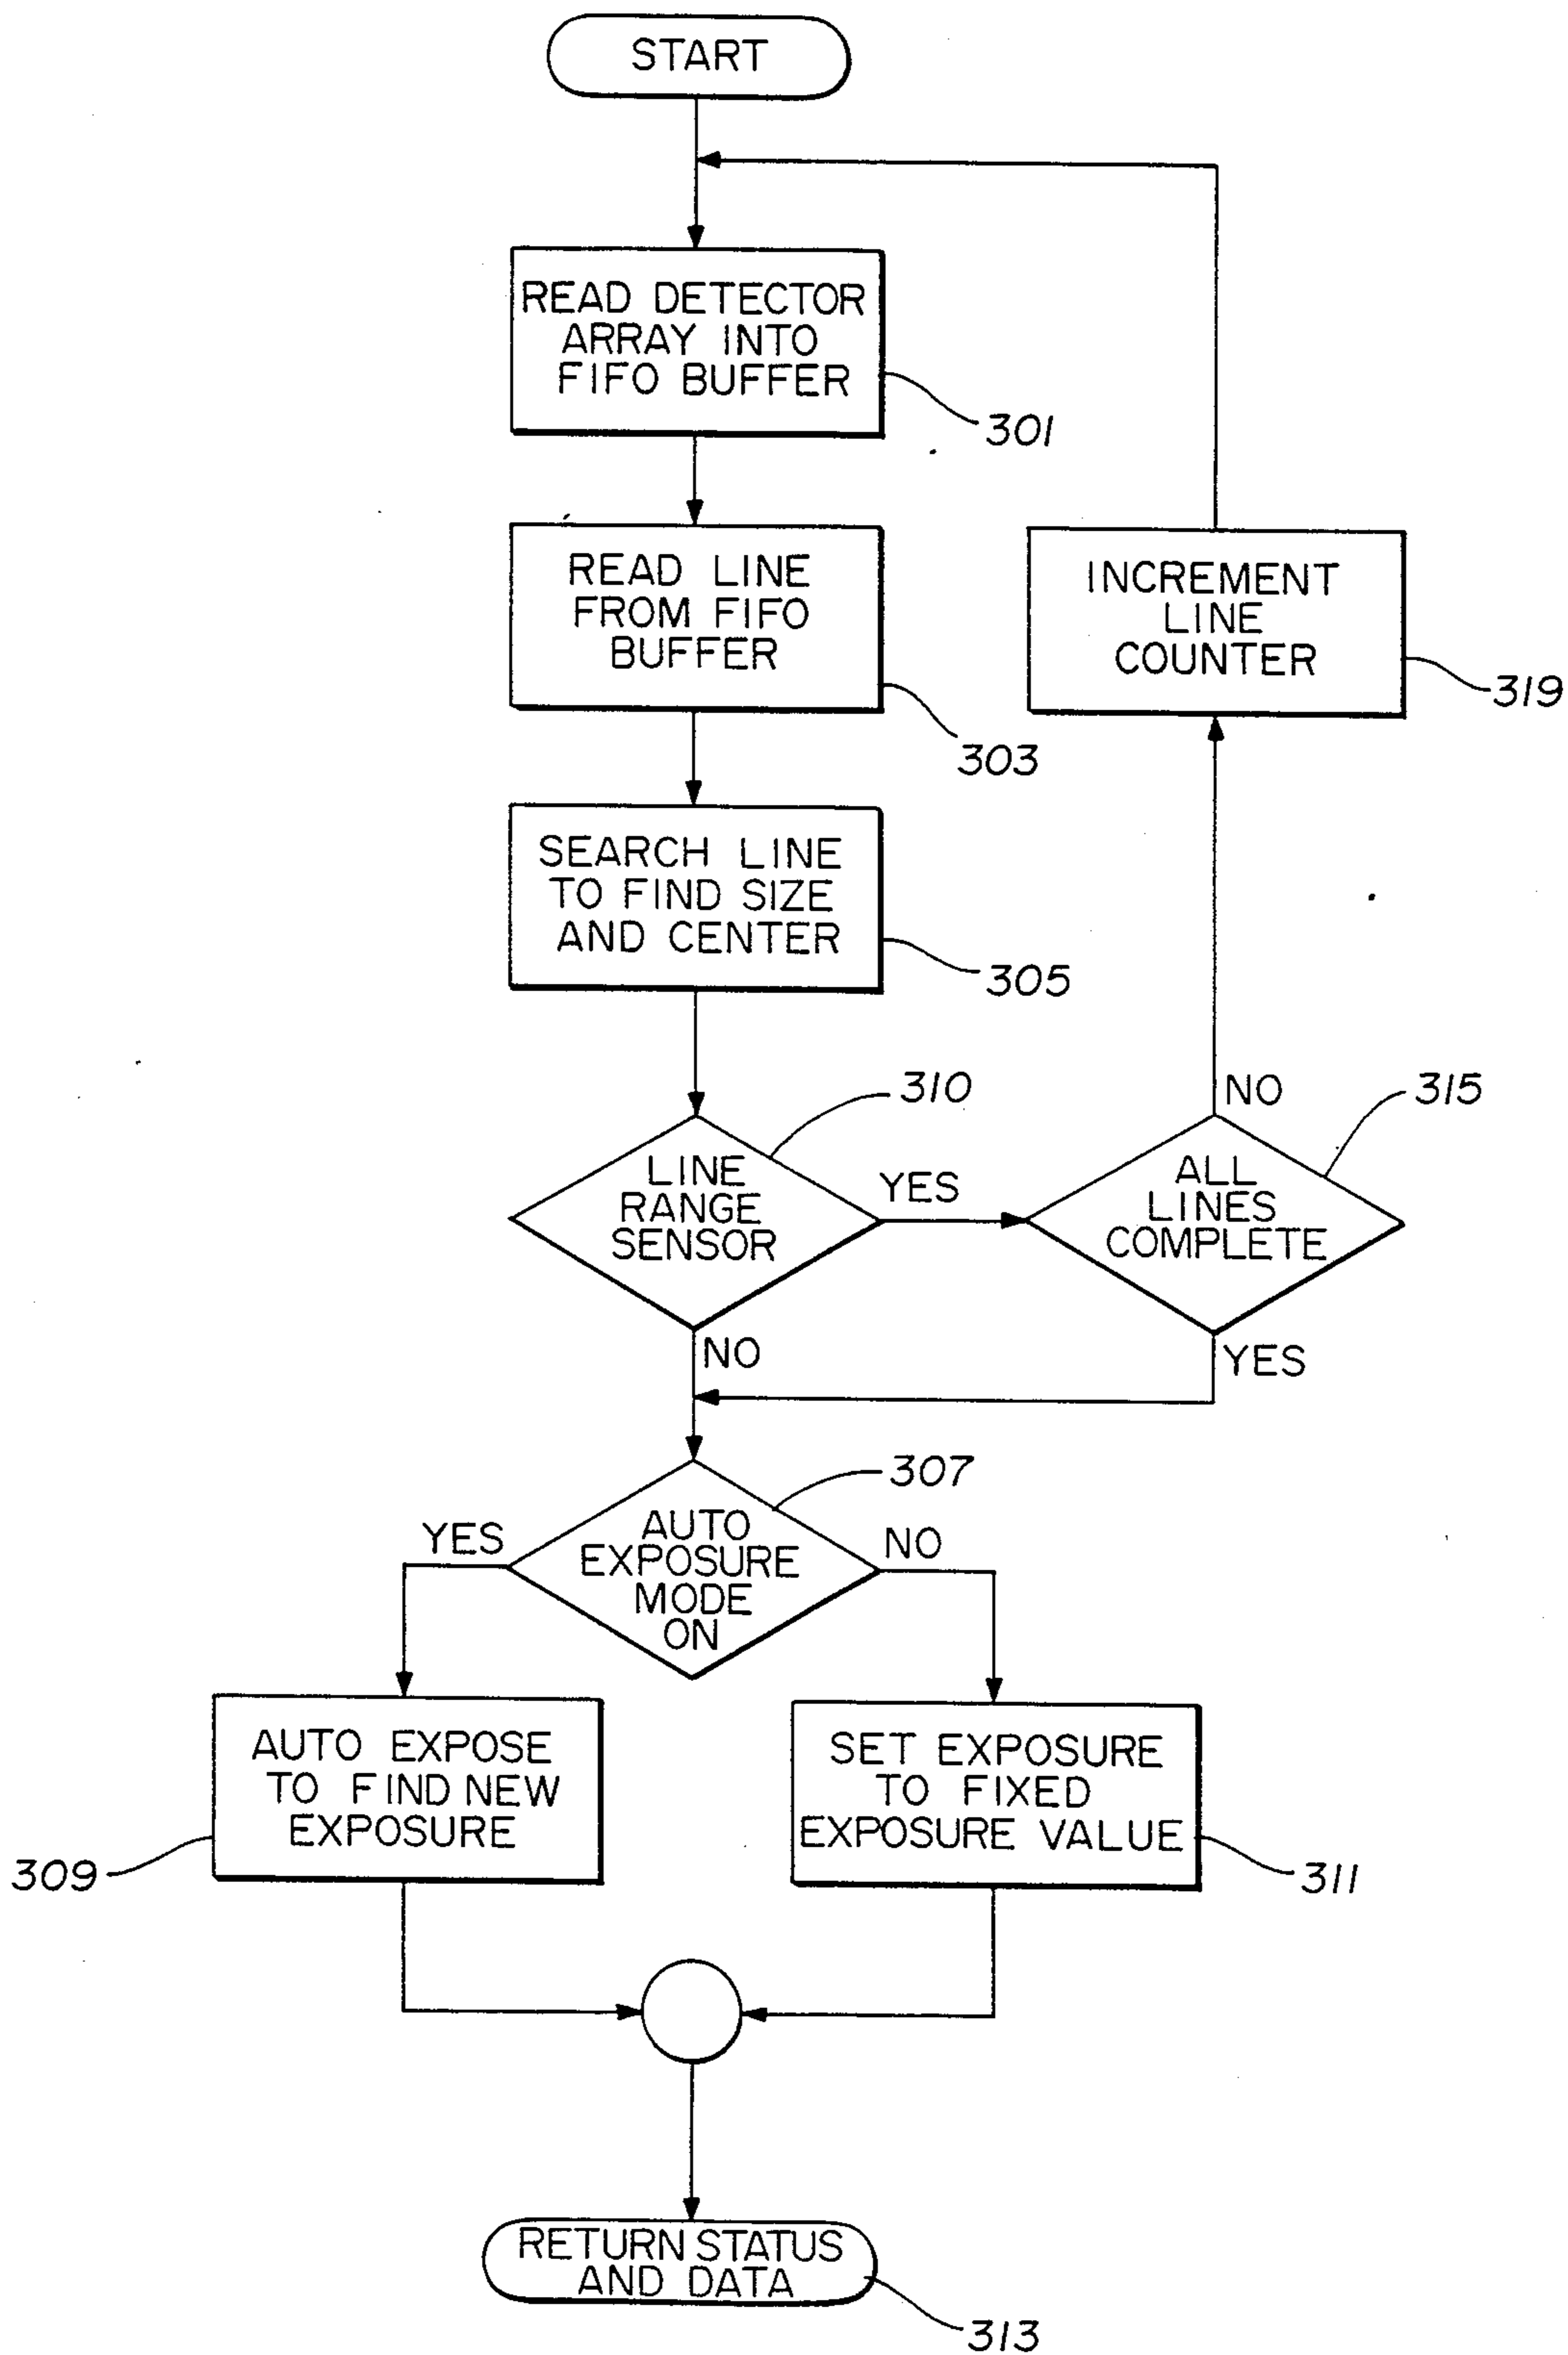 START
READ DETECTOR
ARRAY INTO
FIFO BUFFER
301
READ LINE
FROM FIFO
BUFFER
303
INCREMENT
LINE
COUNTER
319
SEARCH LINE
TO FIND SIZE
AND CENTER
305
310
LINE
RANGE
SENSOR
YES
NO
NO
315
ALL
LINES
COMPLETE
YES
307
AUTO
EXPOSURE
MODE
ON
YES
NO
AUTO EXPOSE
TO FIND NEW
EXPOSURE
309
SET EXPOSURE
TO FIXED
EXPOSURE VALUE
311
RETURN STATUS
AND DATA
313